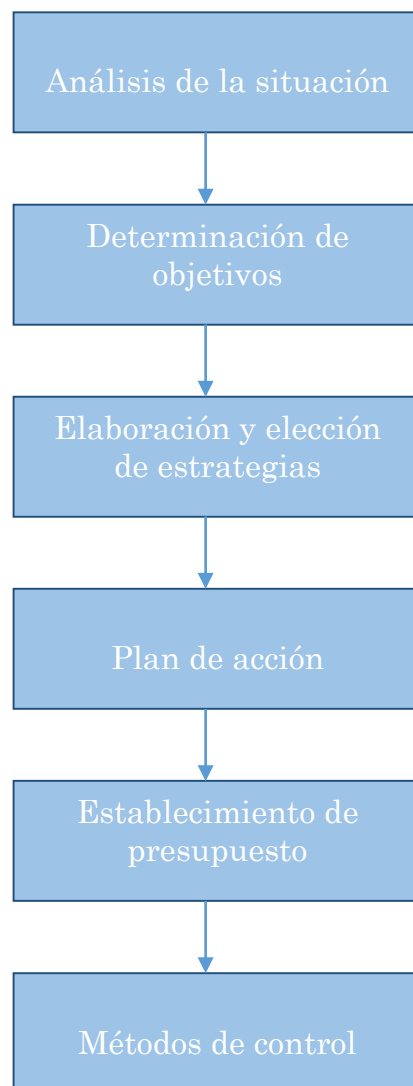 Análisis de la situación
Determinación de
objetivos
Elaboración y elección
de estrategias
Plan de acción
Establecimiento de
presupuesto
Métodos de control